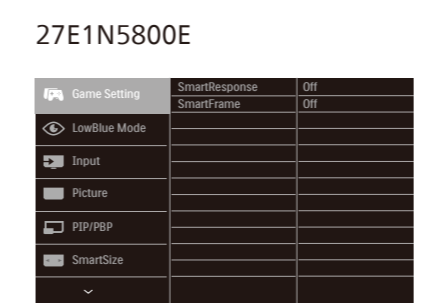 27E1N5800E
Game Setting
SmartResponse Off
SmartFrame Off
LowBlue Mode
Input
Picture
PIP/PBP
SmartSize